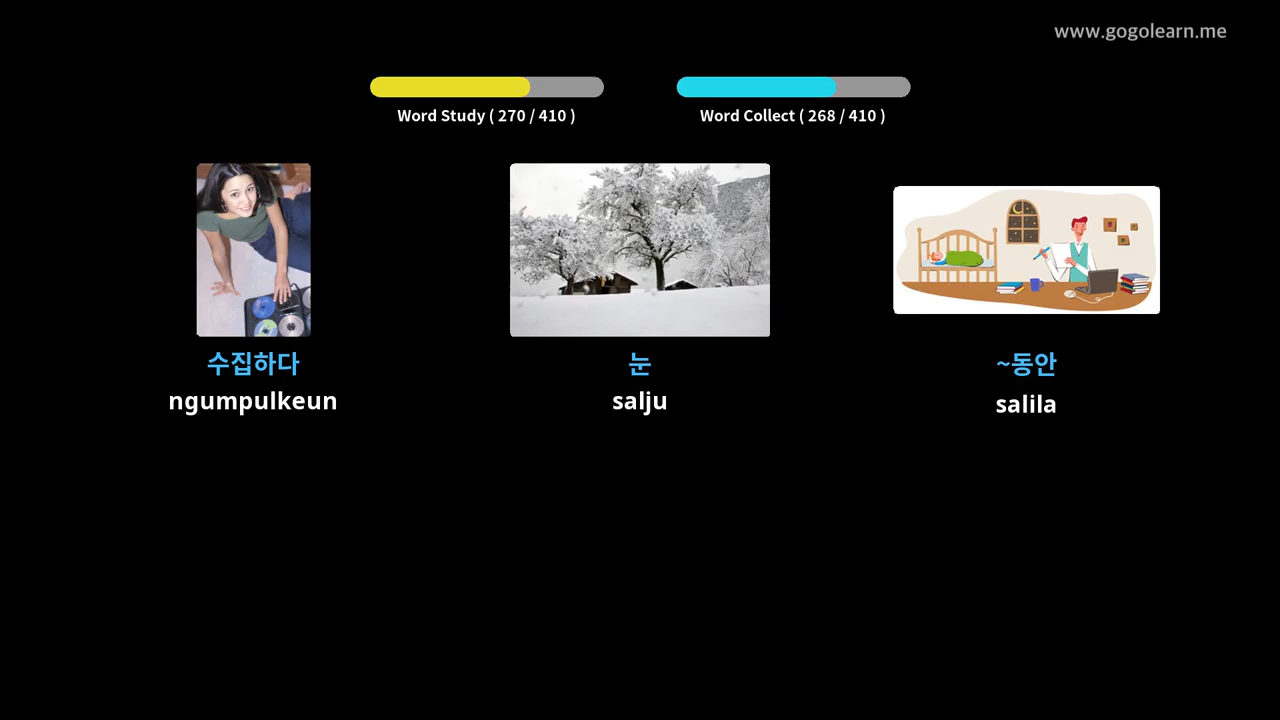 www.gogolearn.me
Word Study ( 270 / 410 )
Word Collect ( 268 / 410 )
수집하다
ngumpulkeun
눈
salju
~동안
salila